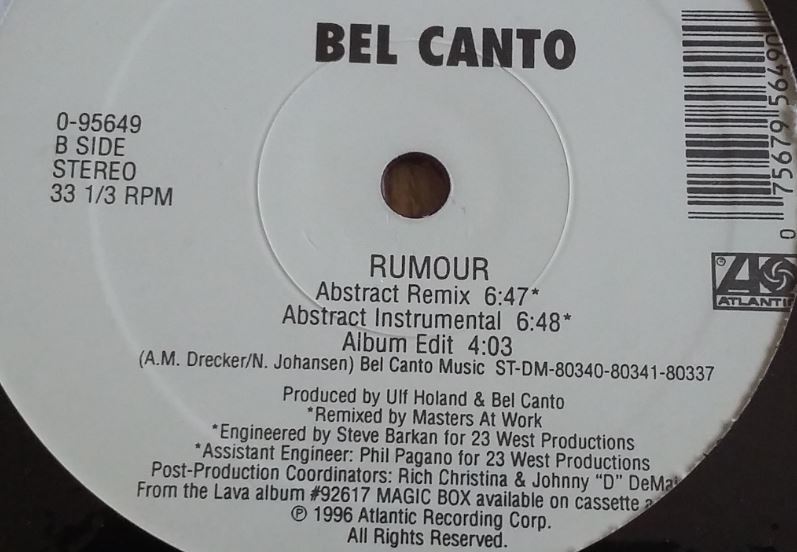 BEL CANTO
0-95649
B SIDE
STEREO
33 1/3 RPM
0 75679 56490
ATLANTIC
RUMOUR
Abstract Remix 6:47*
Abstract Instrumental 6:48*
Album Edit 4:03
(A.M. Drecker/N. Johansen) Bel Canto Music ST-DM-80340-80341-80337
Produced by Ulf Holand & Bel Canto
*Remixed by Masters At Work
*Engineered by Steve Barkan for 23 West Productions
*Assistant Engineer: Phil Pagano for 23 West Productions
Post-Production Coordinators: Rich Christina & Johnny "D"
From the Lava album #92617 MAGIC BOX available on cassette
℗ 1996 Atlantic Recording Corp.
All Rights Reserved.